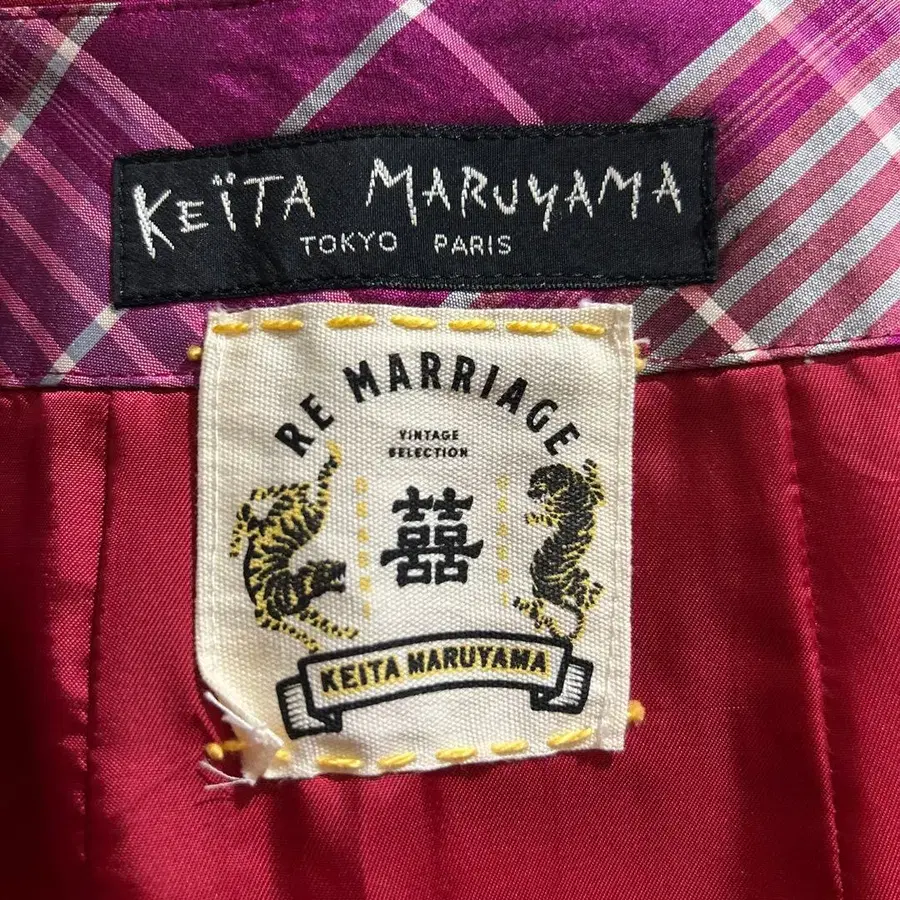 KEÏTA MARUYAMA
TOKYO PARIS
RE MARRIAGE
VINTAGE
SELECTION
囍
KEITA MARUYAMA